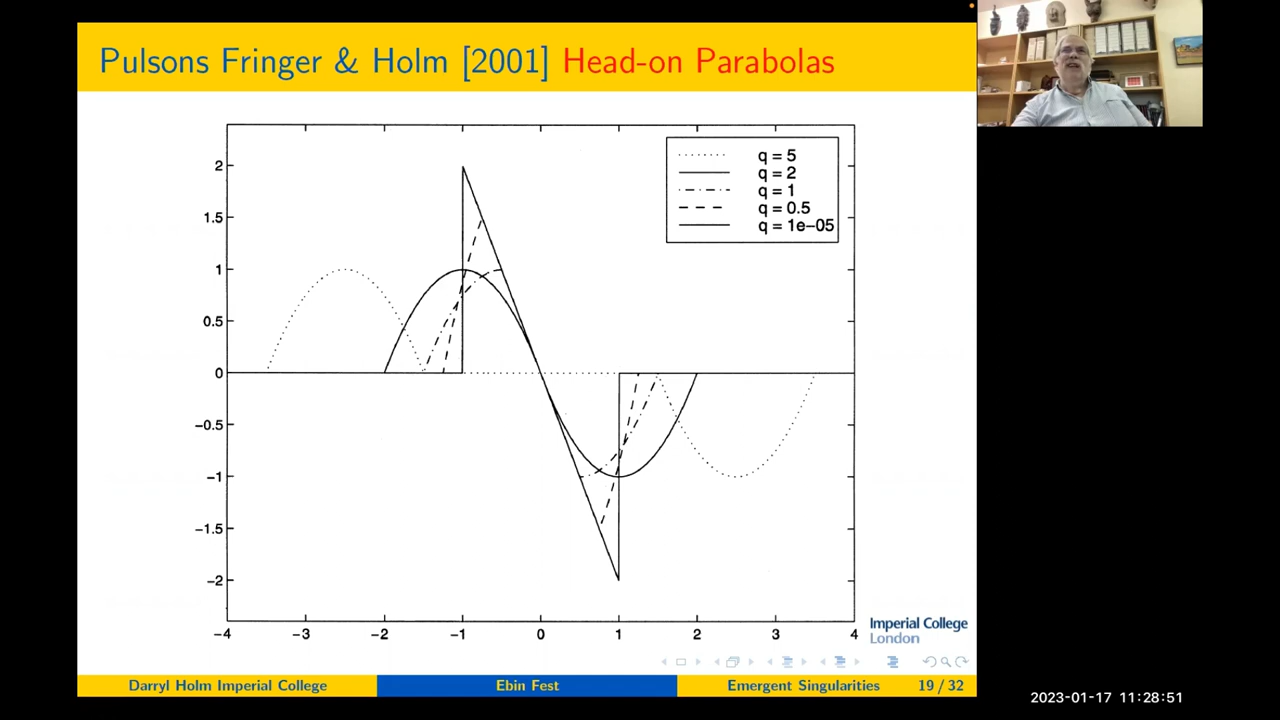 Pulsons Fringer & Holm [2001] Head-on Parabolas
q = 5
q = 2
q = 1
q = 0.5
q = 1e−05
2
1.5
1
0.5
0
−0.5
−1
−1.5
−2
−4 −3 −2 −1 0 1 2 3 4
Imperial College
London
Darryl Holm Imperial College Ebin Fest Emergent Singularities 19 / 32
2023-01-17 11:28:51